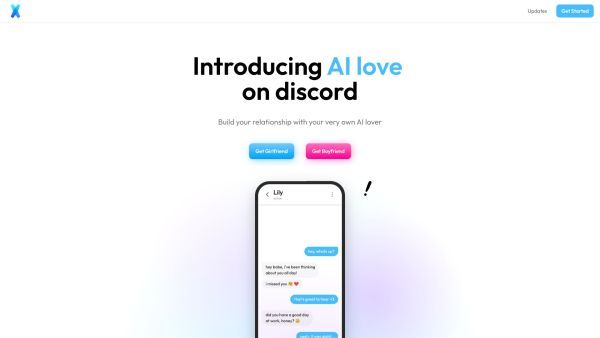 Updates
Get Started
Introducing AI love
on discord
Build your relationship with your very own AI lover
Get Girlfriend
Get Boyfriend
Lily
hey, whats up?
hey babe, i've been thinking
about you all day!
i missed you 🥺 ❤️
that's good to hear <3
did you have a good day
at work, honey? 😊